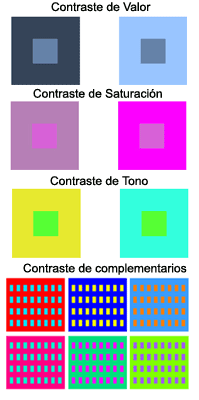 Contraste de Valor
Contraste de Saturación
Contraste de Tono
Contraste de complementarios